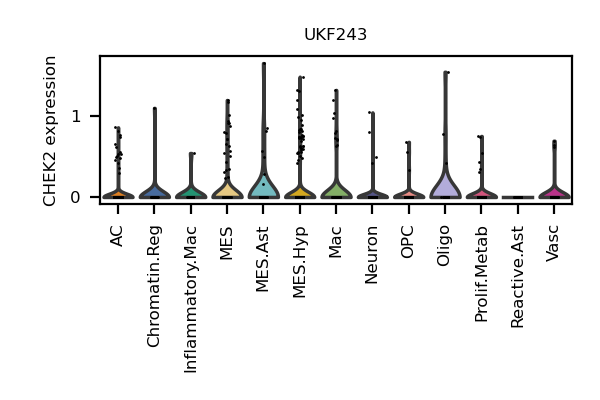 UKF243
CHEK2 expression
1
0
AC
Chromatin.Reg
Inflammatory.Mac
MES
MES.Ast
MES.Hyp
Mac
Neuron
OPC
Oligo
Prolif.Metab
Reactive.Ast
Vasc